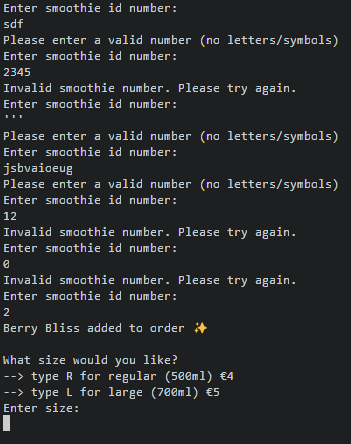 Enter smoothie id number:
sdf
Please enter a valid number (no letters/symbols)
Enter smoothie id number:
2345
Invalid smoothie number. Please try again.
Enter smoothie id number:
'''
Please enter a valid number (no letters/symbols)
Enter smoothie id number:
jsbvaioeug
Please enter a valid number (no letters/symbols)
Enter smoothie id number:
12
Invalid smoothie number. Please try again.
Enter smoothie id number:
0
Invalid smoothie number. Please try again.
Enter smoothie id number:
2
Berry Bliss added to order ✨
What size would you like?
--> type R for regular (500ml) €4
--> type L for large (700ml) €5
Enter size: